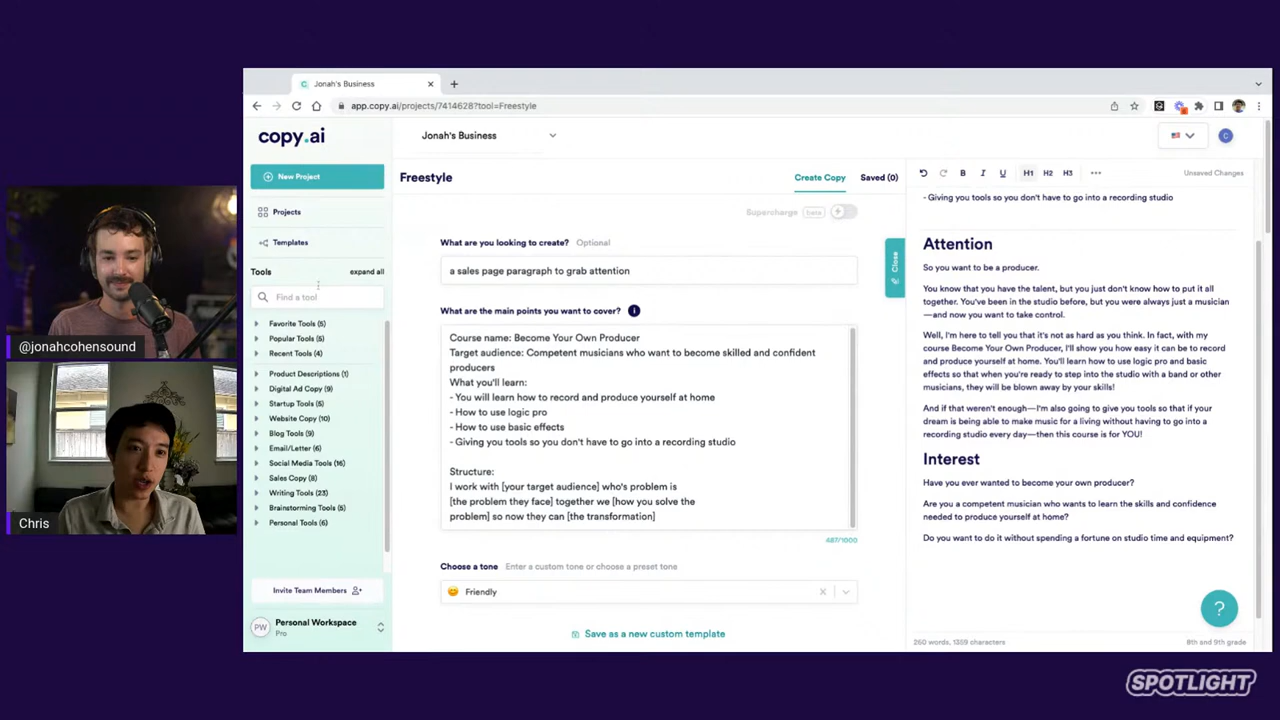 Jonah's Business
app.copy.ai/projects/7414628?tool=Freestyle
copy.ai
Jonah's Business
C
New Project
Projects
Templates
Tools
expand all
Find a tool
Favorite Tools (5)
Popular Tools (5)
Recent Tools (4)
Product Descriptions (1)
Digital Ad Copy (9)
Startup Tools (5)
Website Copy (10)
Blog Tools (9)
Email/Letter (6)
Social Media Tools (16)
Sales Copy (8)
Writing Tools (23)
Brainstorming Tools (5)
Personal Tools (6)
Invite Team Members
PW
Personal Workspace
Pro
Freestyle
Create Copy
Saved (0)
Supercharge
beta
What are you looking to create? Optional
a sales page paragraph to grab attention
What are the main points you want to cover?
Course name: Become Your Own Producer
Target audience: Competent musicians who want to become skilled and confident
producers
What you'll learn:
- You will learn how to record and produce yourself at home
- How to use logic pro
- How to use basic effects
- Giving you tools so you don't have to go into a recording studio
Structure:
I work with [your target audience] who's problem is
[the problem they face] together we [how you solve the
problem] so now they can [the transformation]
487/1000
Choose a tone Enter a custom tone or choose a preset tone
Friendly
Save as a new custom template
Close
B I U H1 H2 H3 ...
Unsaved Changes
- Giving you tools so you don't have to go into a recording studio
Attention
So you want to be a producer.
You know that you have the talent, but you just don't know how to put it all
together. You've been in the studio before, but you were always just a musician
—and now you want to take control.
Well, I'm here to tell you that it's not as hard as you think. In fact, with my
course Become Your Own Producer, I'll show you how easy it can be to record
and produce yourself at home. You'll learn how to use logic pro and basic
effects so that when you're ready to step into the studio with a band or other
musicians, they will be blown away by your skills!
And if that weren't enough—I'm also going to give you tools so that if your
dream is being able to make music for a living without having to go into a
recording studio every day—then this course is for YOU!
Interest
Have you ever wanted to become your own producer?
Are you a competent musician who wants to learn the skills and confidence
needed to produce yourself at home?
Do you want to do it without spending a fortune on studio time and equipment?
?
260 words, 1359 characters
8th and 9th grade
@jonahcohensound
Chris
SPOTLIGHT